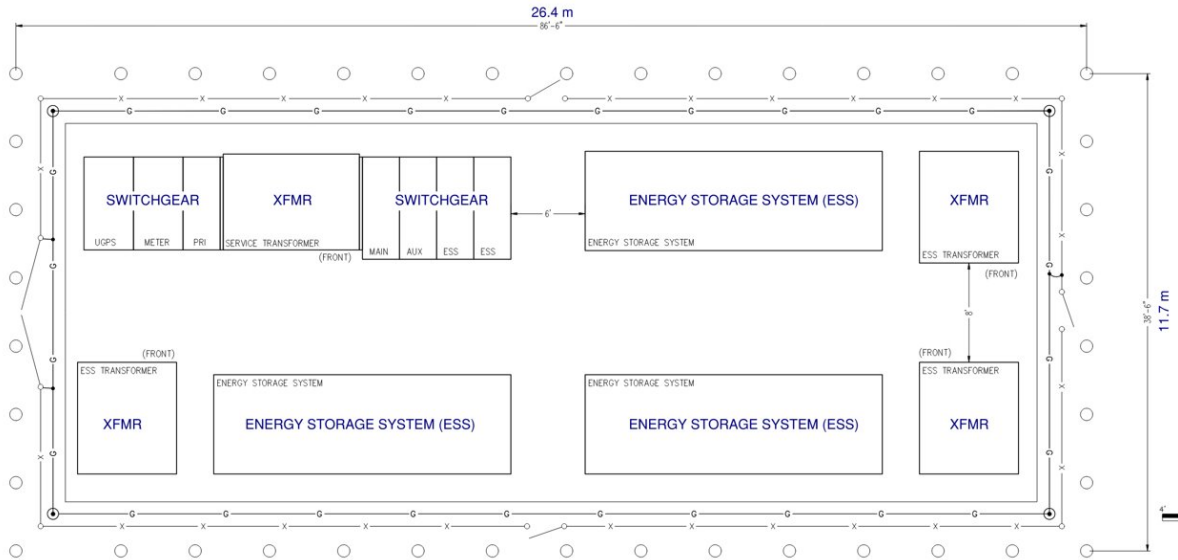 26.4 m
86'-6"
X X X X X X X X X X X X X
G G G G G G G G G G G
SWITCHGEAR XFMR SWITCHGEAR ENERGY STORAGE SYSTEM (ESS) XFMR
6'
UGPS METER PRI SERVICE TRANSFORMER ENERGY STORAGE SYSTEM
(FRONT) MAIN AUX ESS ESS ESS TRANSFORMER
(FRONT)
8'
38'-6"
11.7 m
(FRONT) (FRONT)
ESS TRANSFORMER ENERGY STORAGE SYSTEM ENERGY STORAGE SYSTEM ESS TRANSFORMER
XFMR ENERGY STORAGE SYSTEM (ESS) ENERGY STORAGE SYSTEM (ESS) XFMR
4'
G G G G G G G G G G G
X X X X X X X X X X X X X